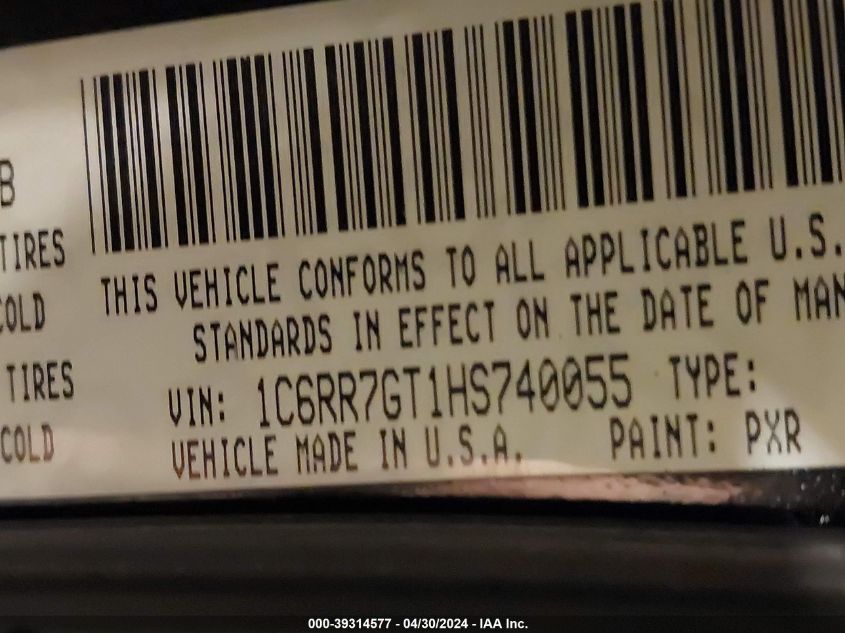 B
TIRES
COLD
TIRES
COLD
THIS VEHICLE CONFORMS TO ALL APPLICABLE U.S.
STANDARDS IN EFFECT ON THE DATE OF MAN
VIN: 1C6RR7GT1HS740055 TYPE:
VEHICLE MADE IN U.S.A. PAINT: PXR
000-39314577 - 04/30/2024 - IAA Inc.